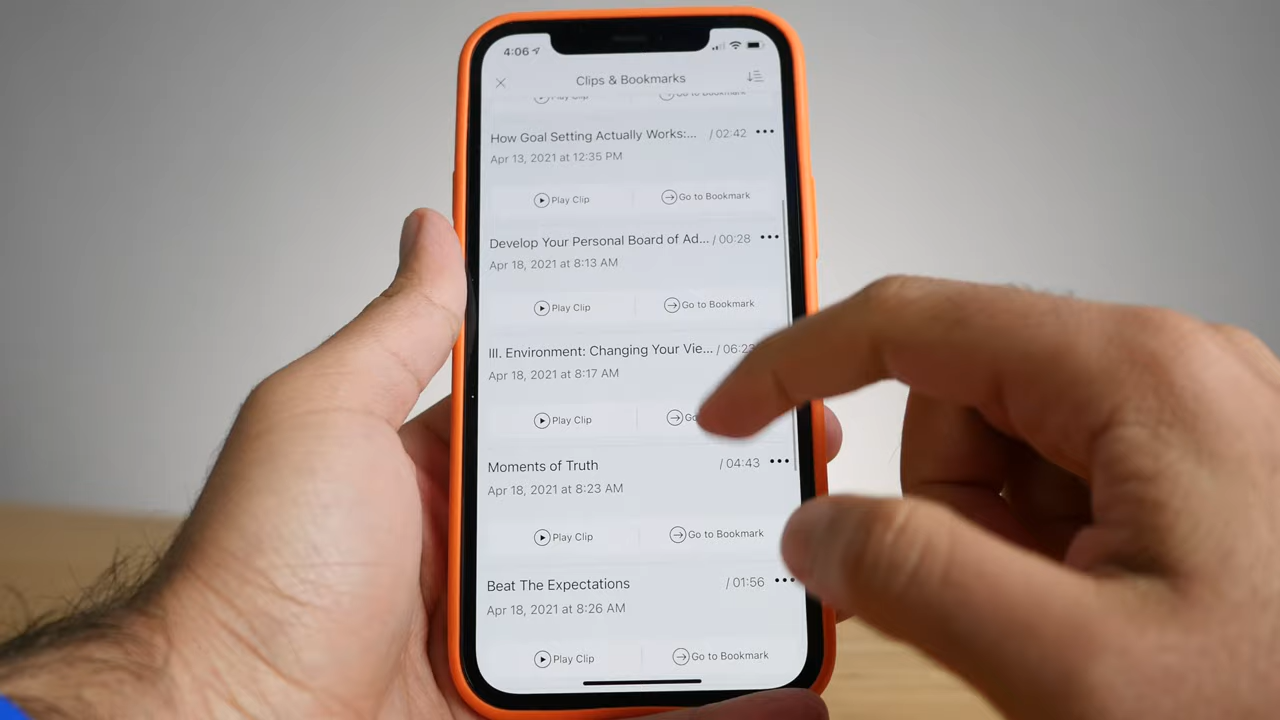 4:06
Clips & Bookmarks
Play Clip Go to Bookmark
How Goal Setting Actually Works:... / 02:42 •••
Apr 13, 2021 at 12:35 PM
Play Clip Go to Bookmark
Develop Your Personal Board of Ad... / 00:28 •••
Apr 18, 2021 at 8:13 AM
Play Clip Go to Bookmark
III. Environment: Changing Your Vie... / 06:23
Apr 18, 2021 at 8:17 AM
Play Clip Go
Moments of Truth / 04:43 •••
Apr 18, 2021 at 8:23 AM
Play Clip Go to Bookmark
Beat The Expectations / 01:56 •••
Apr 18, 2021 at 8:26 AM
Play Clip Go to Bookmark